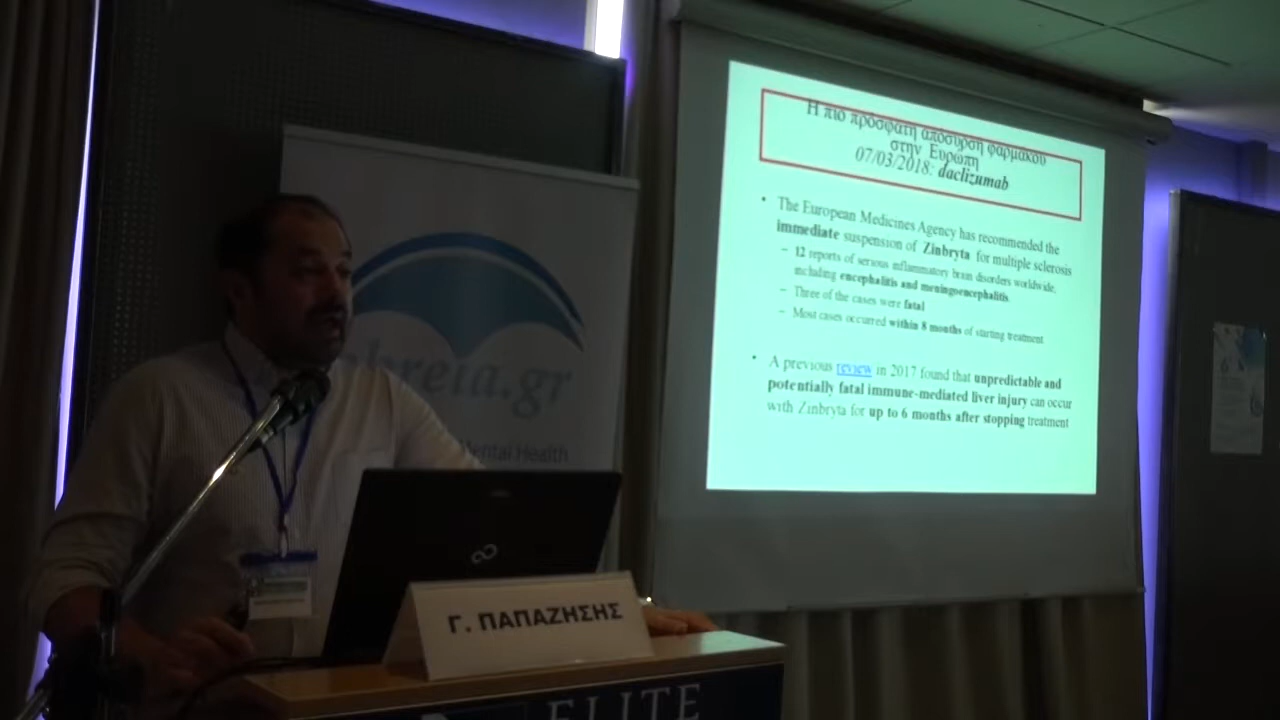 Η πιο πρόσφατη απόσυρση φαρμάκου
στην Ευρώπη
07/03/2018: daclizumab
• The European Medicines Agency has recommended the
immediate suspension of Zinbryta for multiple sclerosis
– 12 reports of serious inflammatory brain disorders worldwide,
including encephalitis and meningoencephalitis.
– Three of the cases were fatal
– Most cases occurred within 8 months of starting treatment
• A previous review in 2017 found that unpredictable and
potentially fatal immune-mediated liver injury can occur
with Zinbryta for up to 6 months after stopping treatment
Mental Health
Γ. ΠΑΠΑΖΗΣΗΣ
ELITE